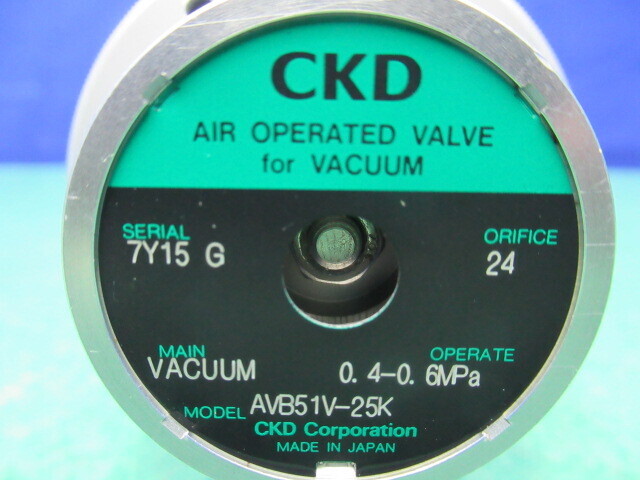 CKD
AIR OPERATED VALVE
for VACUUM
SERIAL
7Y15 G
ORIFICE
24
MAIN
VACUUM
OPERATE
0.4-0.6MPa
MODEL AVB51V-25K
CKD Corporation
MADE IN JAPAN